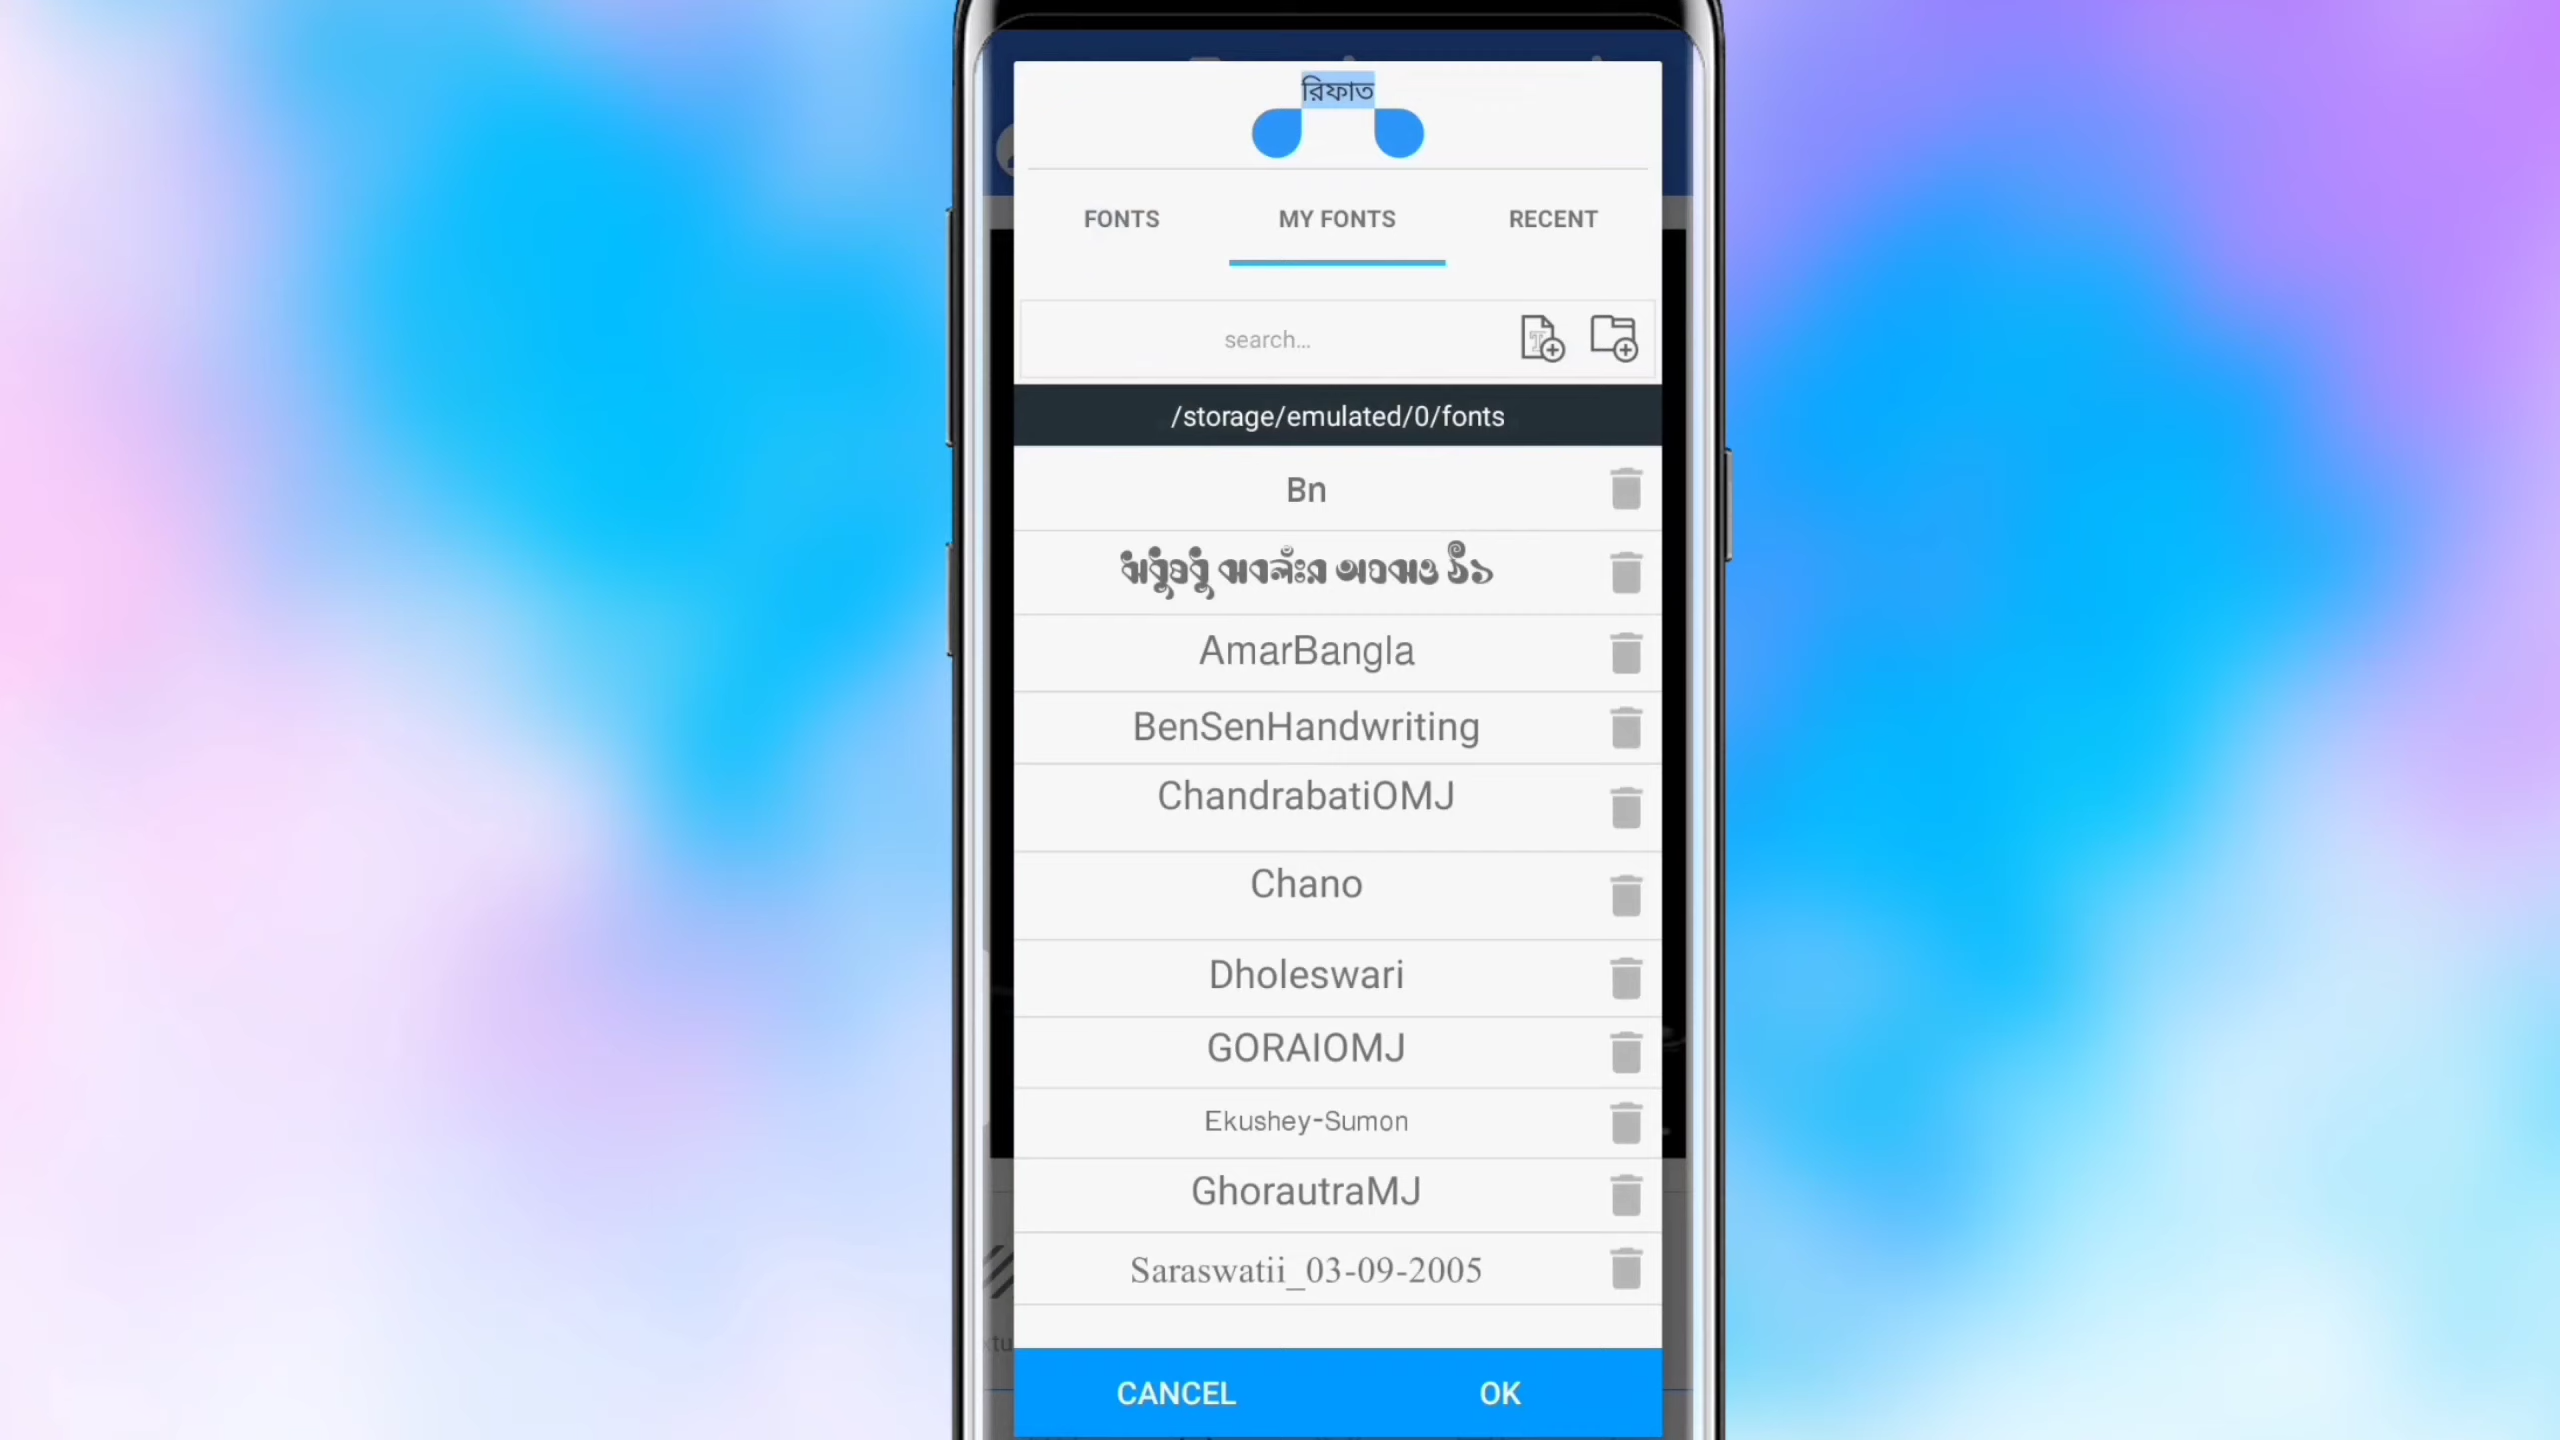 রিফাত
FONTS MY FONTS RECENT
search...
/storage/emulated/0/fonts
Bn
AmarBangla
BenSenHandwriting
ChandrabatiOMJ
Chano
Dholeswari
GORAIOMJ
Ekushey-Sumon
GhorautraMJ
Saraswatii_03-09-2005
CANCEL OK